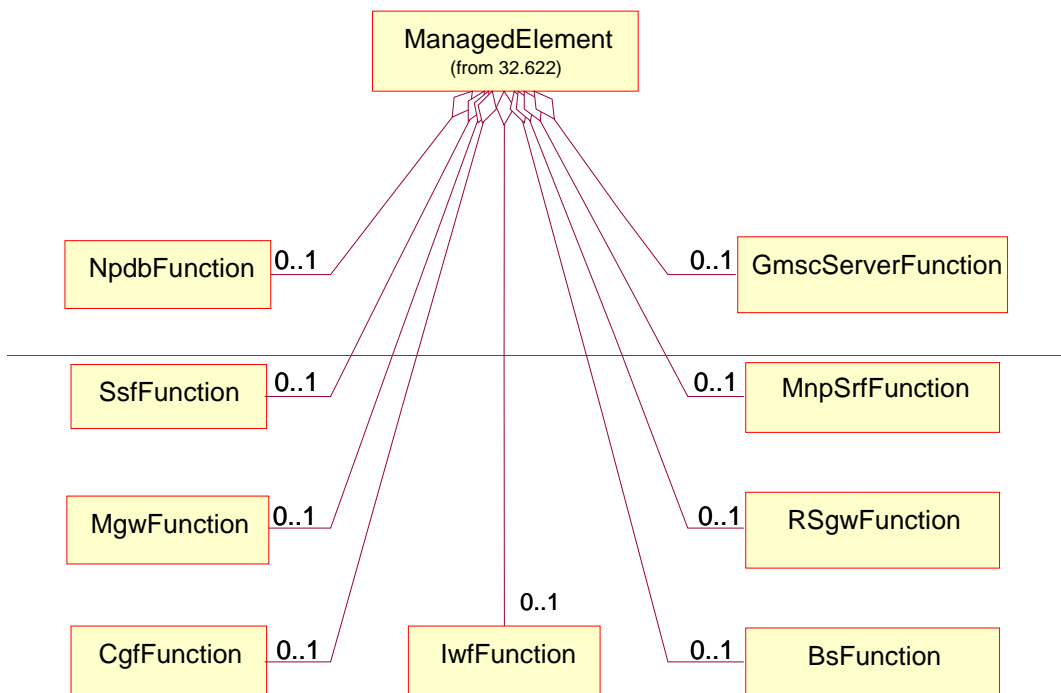 ManagedElement
(from 32.622)
NpdbFunction 0..1
0..1 GmscServerFunction
SsfFunction 0..1
0..1 MnpSrfFunction
MgwFunction 0..1
0..1 RSgwFunction
0..1
CgfFunction 0..1
IwfFunction
0..1 BsFunction